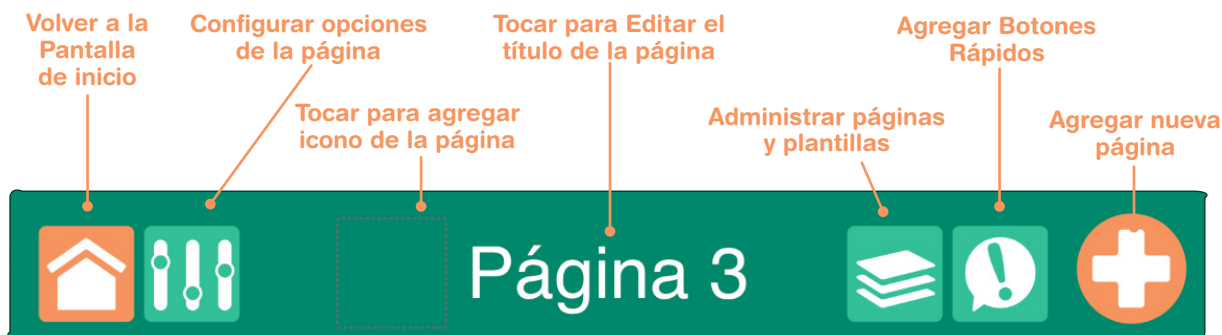 Volver a la
Pantalla
de inicio
Configurar opciones
de la página
Tocar para agregar
icono de la página
Tocar para Editar el
título de la página
Administrar páginas
y plantillas
Agregar Botones
Rápidos
Agregar nueva
página
Página 3